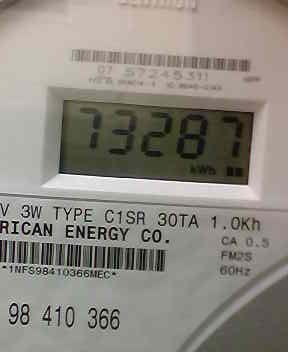 07 57245311
73287
kWh
V 3W TYPE C1SR 30TA 1.0Kh
RICAN ENERGY CO.
CA 0.5
FM2S
*1NFS98410366MEC*
60Hz
98 410 366